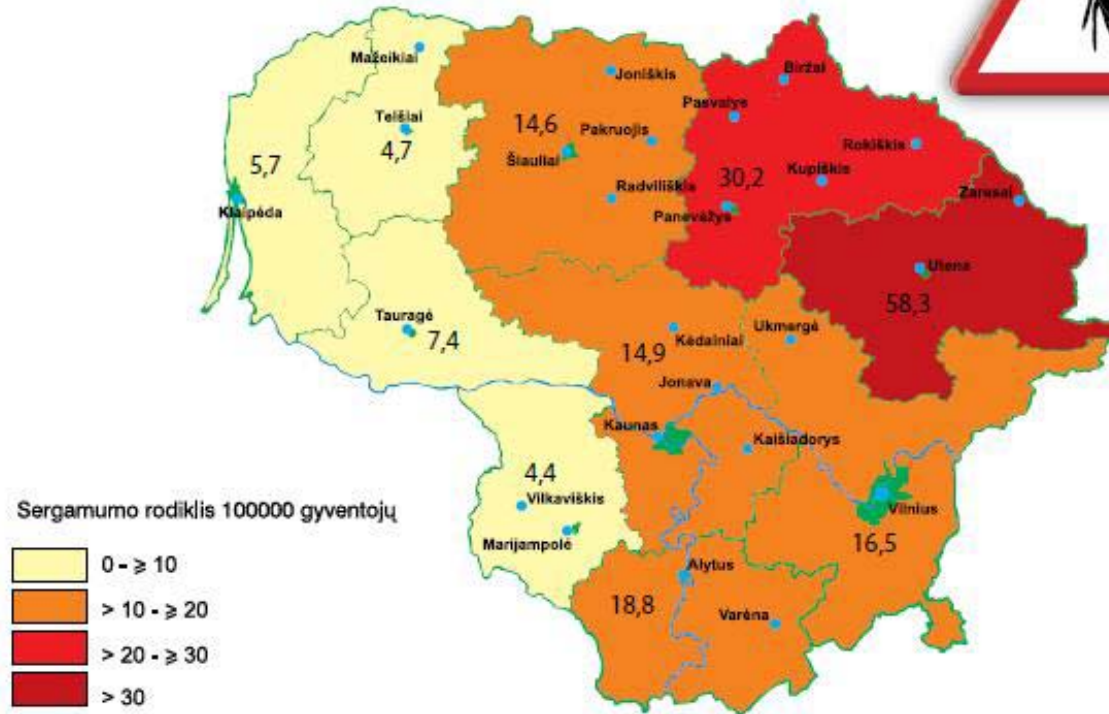 Mažeikiai
Joniškis
Biržai
Pasvalys
Telšiai
14,6
Pakruojis
Rokiškis
4,7
Šiauliai
5,7
Kupiškis
30,2
Radviliškis
Zarasai
Klaipėda
Panevėžys
Utena
58,3
Tauragė
Ukmergė
7,4
Kėdainiai
14,9
Jonava
Kaunas
Kaišiadorys
4,4
Vilkaviškis
Vilnius
Sergamumo rodiklis 100000 gyventojų
Marijampolė
16,5
0 - ⩾ 10
Alytus
18,8
> 10 - ⩾ 20
Varėna
> 20 - ⩾ 30
> 30